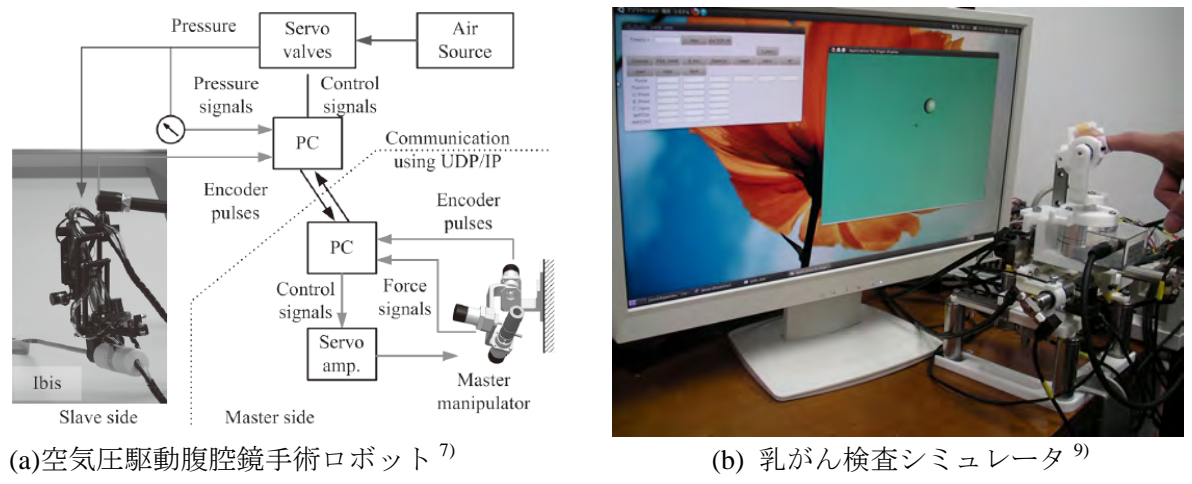 Pressure
Servo
valves
Air
Source
Pressure
signals
Control
signals
PC
Communication
using UDP/IP
Encoder
pulses
Encoder
pulses
PC
Control
signals
Force
signals
Servo
amp.
Master
manipulator
Ibis
Slave side
Master side
(a)空気圧駆動腹腔鏡手術ロボット 7)
(b) 乳がん検査シミュレータ 9)